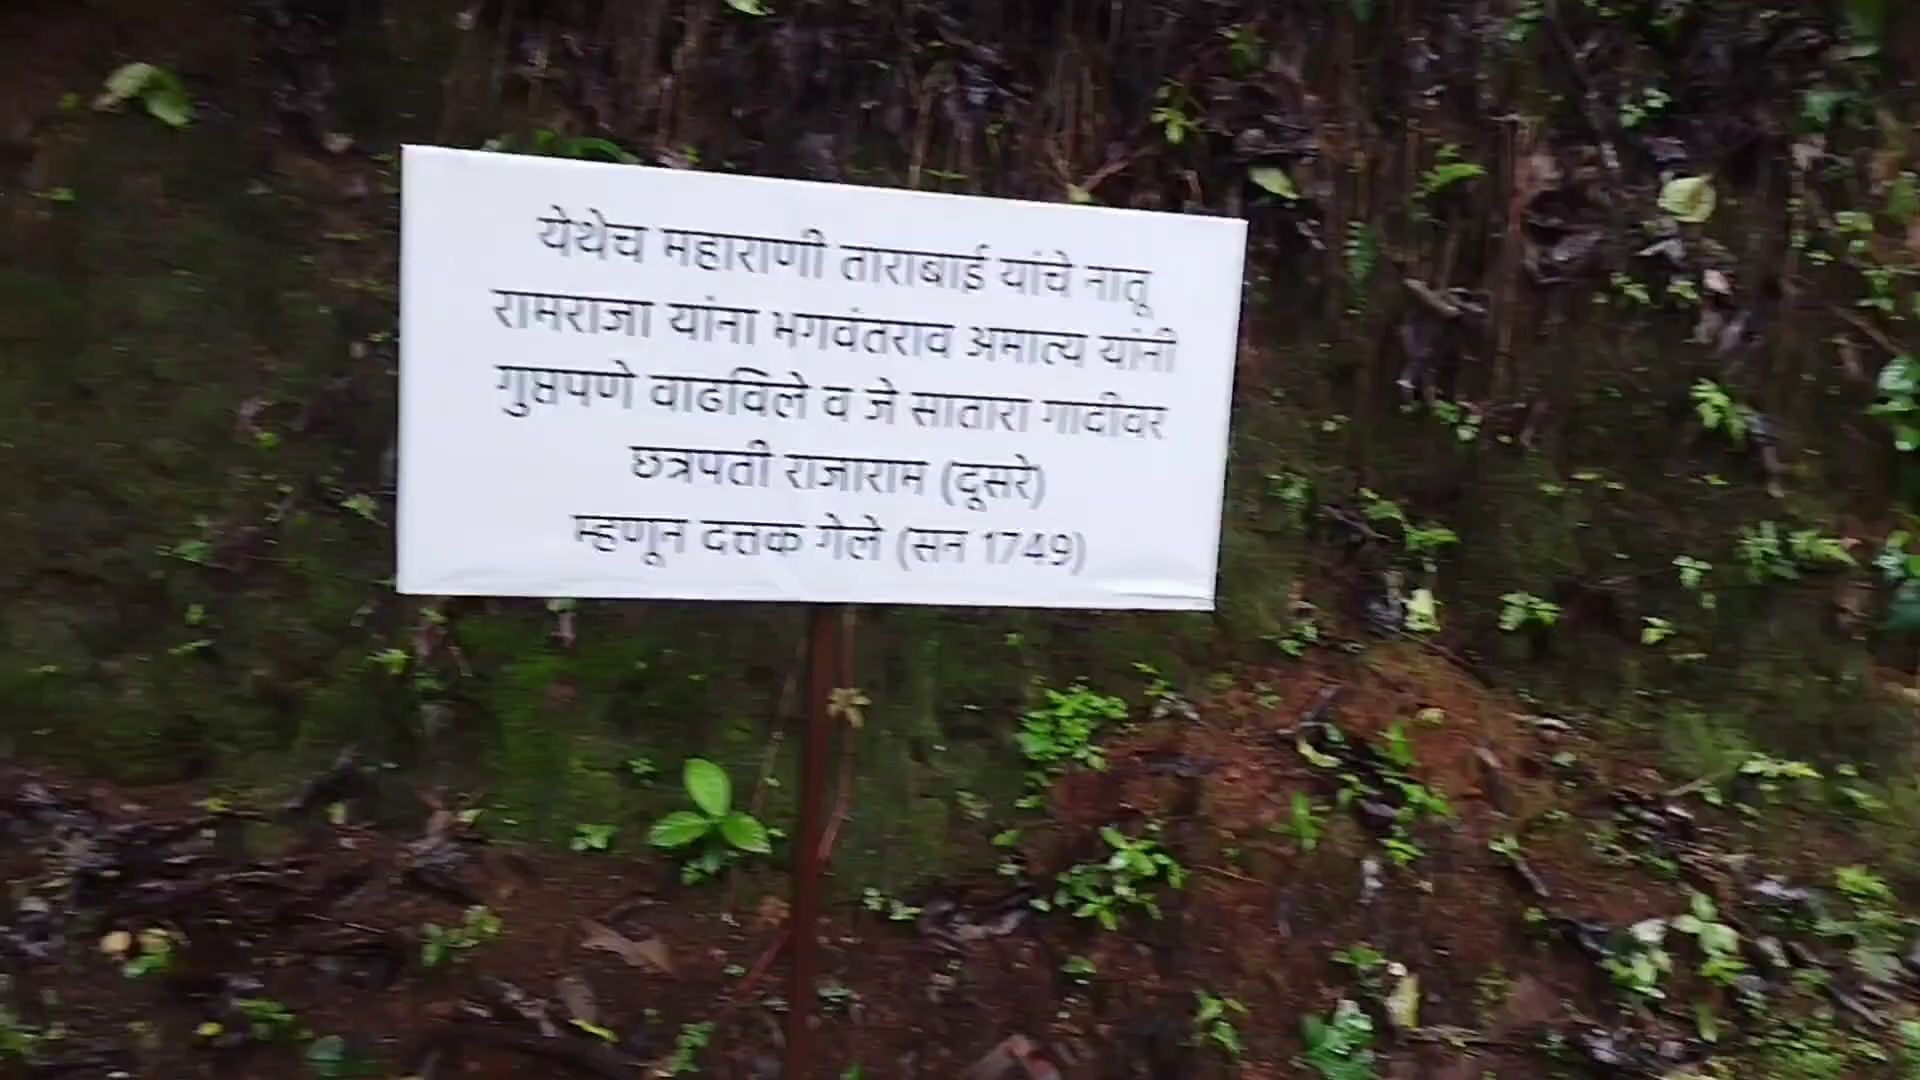 येथेच महाराणी ताराबाई यांचे नातू
रामराजा यांना भगवंतराव अमात्य यांनी
गुप्तपणे वाढविले व जे सातारा गादीवर
छत्रपती राजाराम (दूसरे)
म्हणून दत्तक गेले (सन 1749)